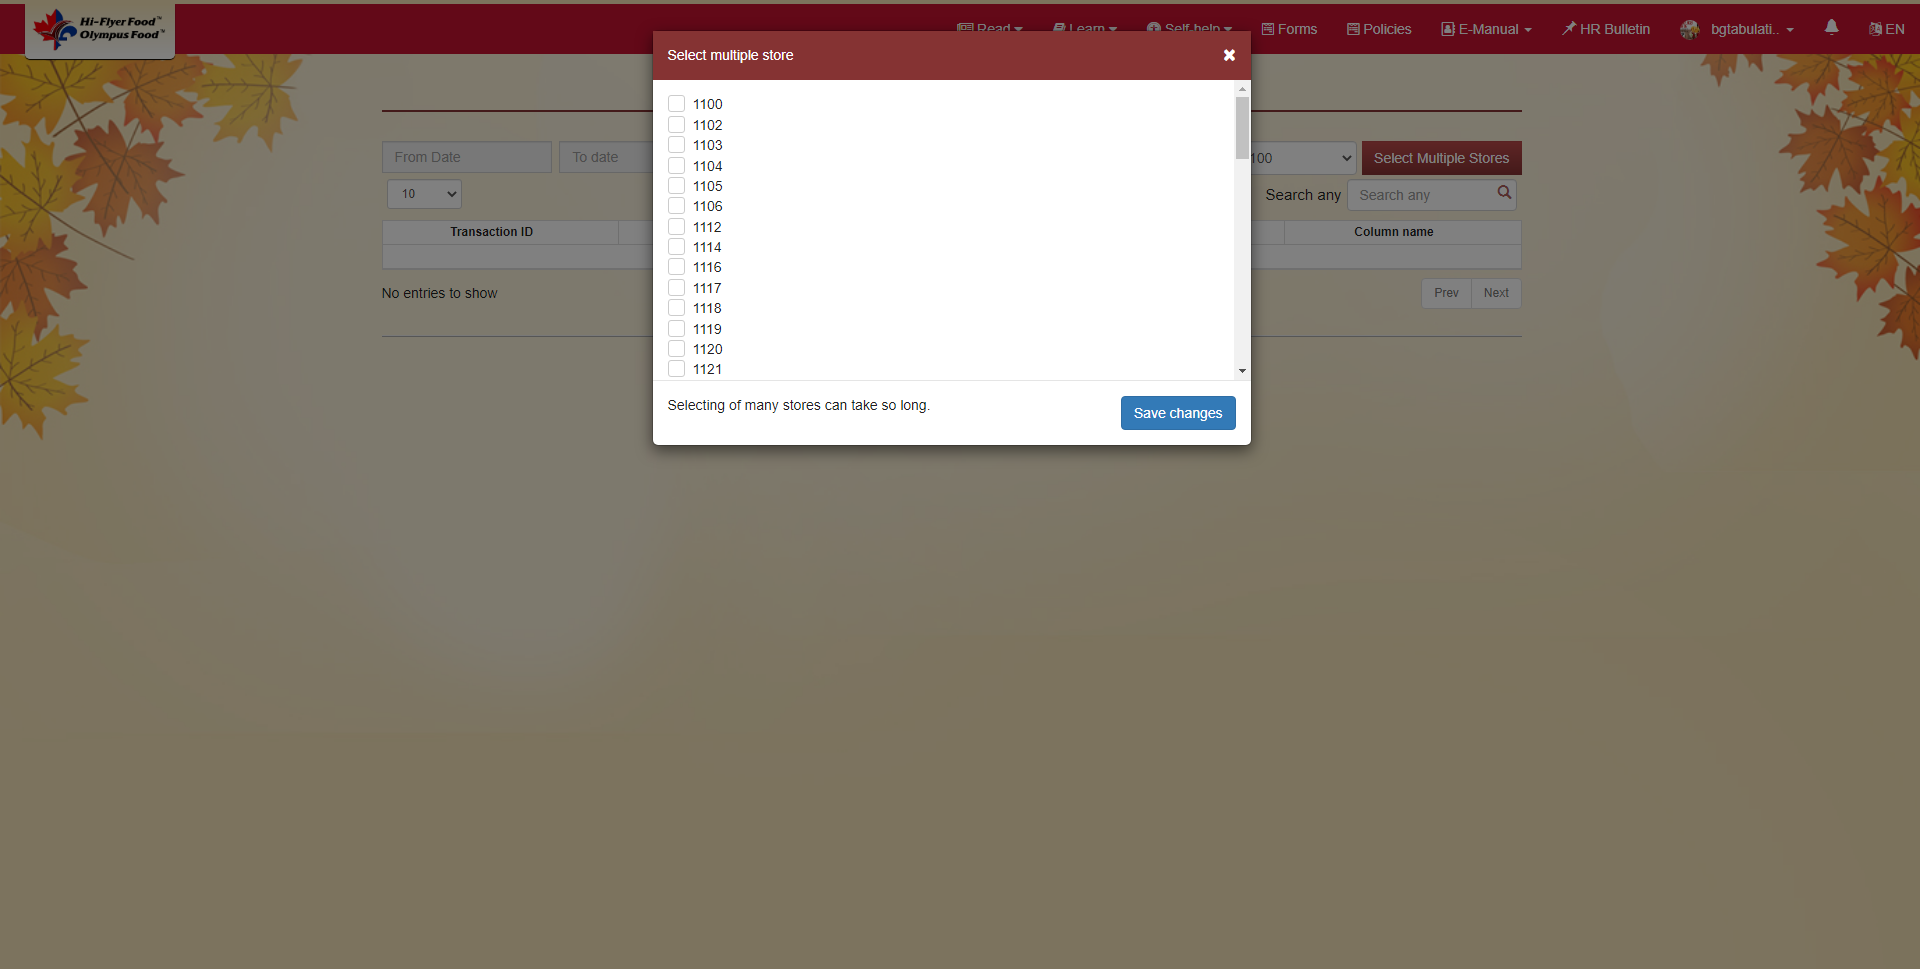 Hi-Flyer Food™
Olympus Food™
Read
Learn
Self-help
Forms
Policies
E-Manual
HR Bulletin
bgtabulati..
EN
Select multiple store
1100
1102
1103
1104
1105
1106
1112
1114
1116
1117
1118
1119
1120
1121
Selecting of many stores can take so long.
Save changes
From Date
To date
100
Select Multiple Stores
10
Search any
Search any
Transaction ID
Column name
No entries to show
Prev
Next